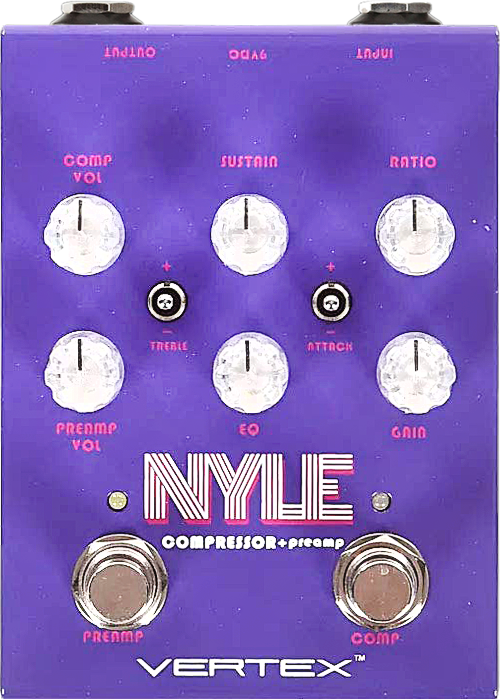 OUTPUT 9VDC INPUT
COMP VOL
SUSTAIN
RATIO
+
-
TREBLE
+
-
ATTACK
PREAMP VOL
EQ
GAIN
NYLE
COMPRESSOR+preamp
PREAMP
COMP
VERTEX™